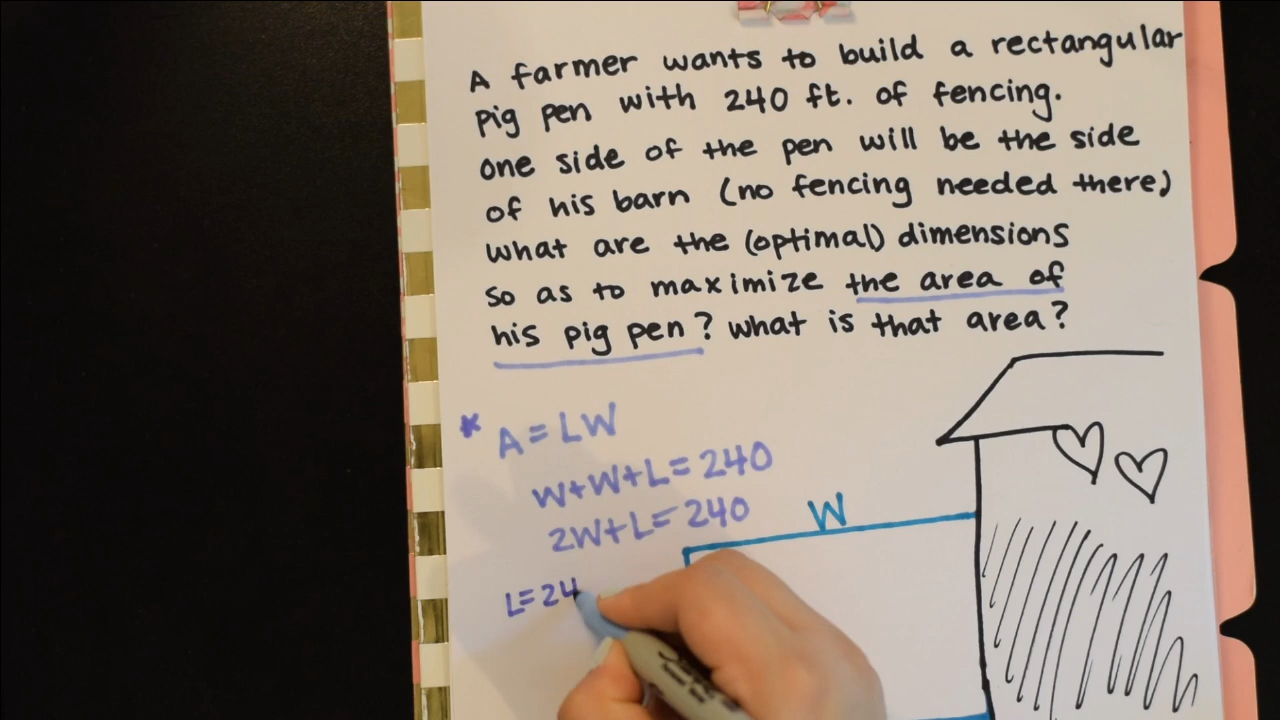 A farmer wants to build a rectangular
pig pen with 240 ft. of fencing.
one side of the pen will be the side
of his barn (no fencing needed there)
what are the (optimal) dimensions
so as to maximize the area of
his pig pen? what is that area?
* A = LW
W+W+L=240
2W+L=240
W
L=24